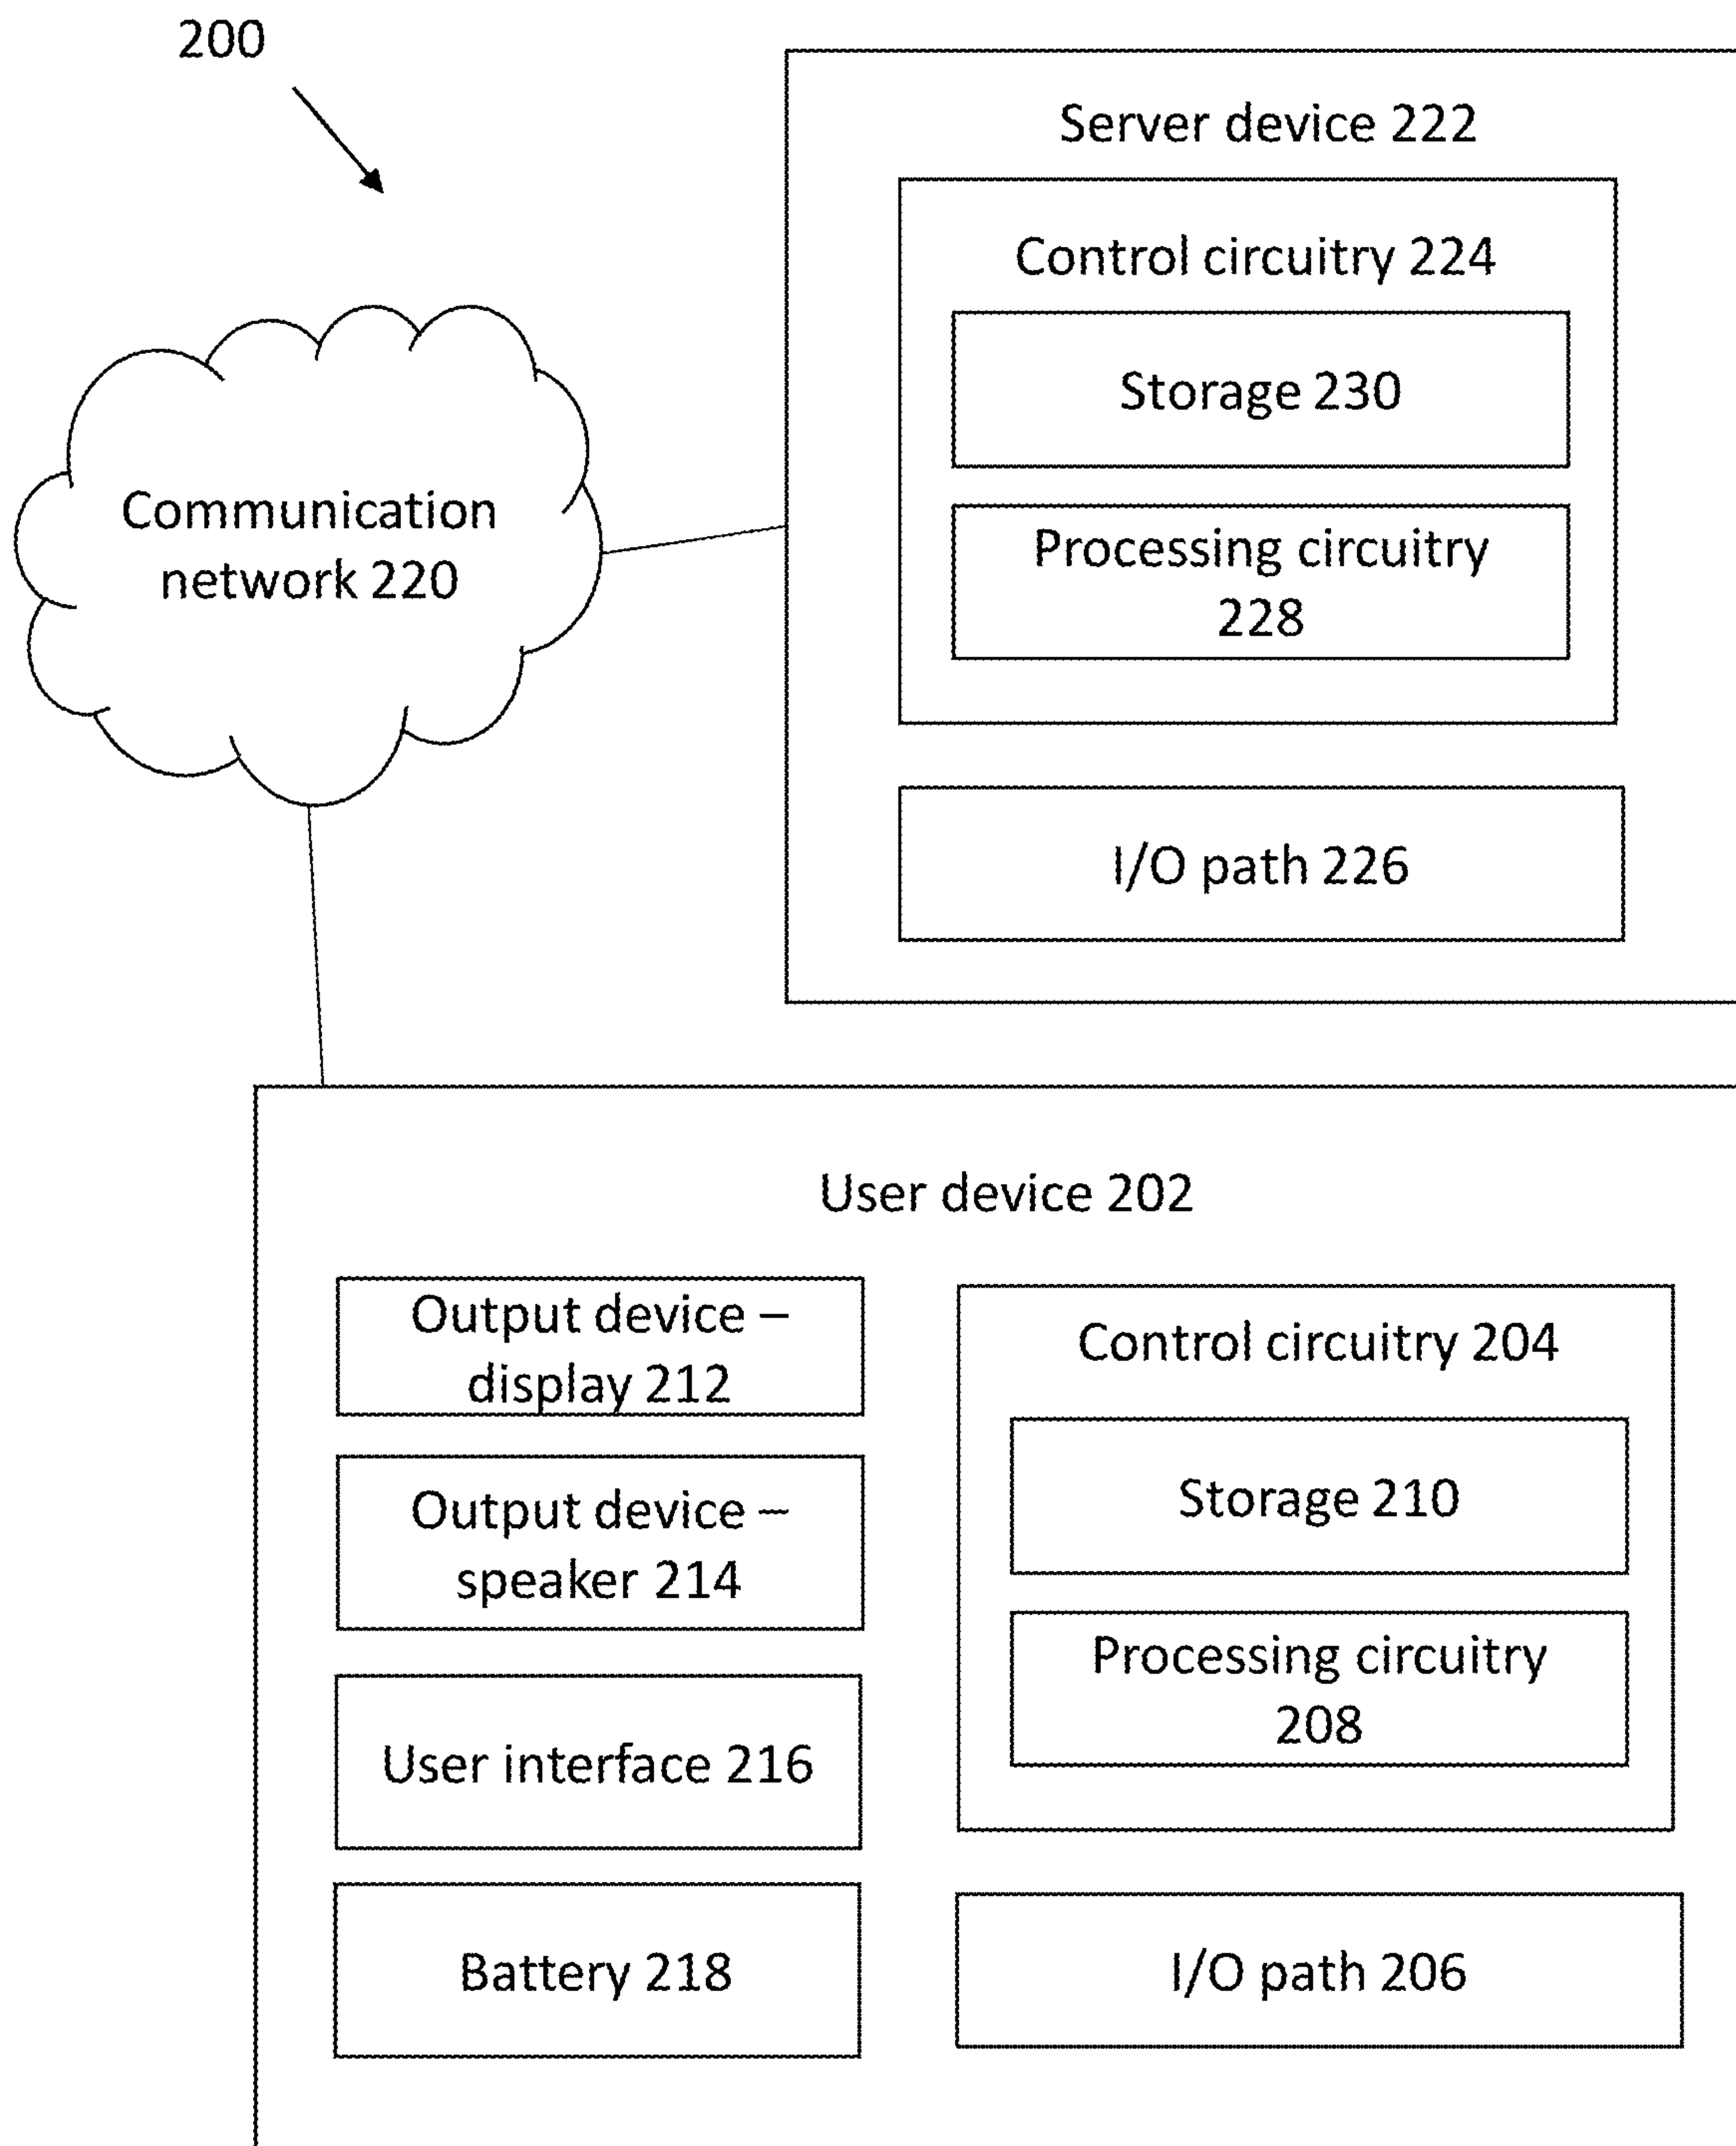 200
Server device 222
Control circuitry 224
Storage 230
Processing circuitry
228
I/O path 226
Communication
network 220
User device 202
Output device –
display 212
Output device –
speaker 214
User interface 216
Battery 218
Control circuitry 204
Storage 210
Processing circuitry
208
I/O path 206